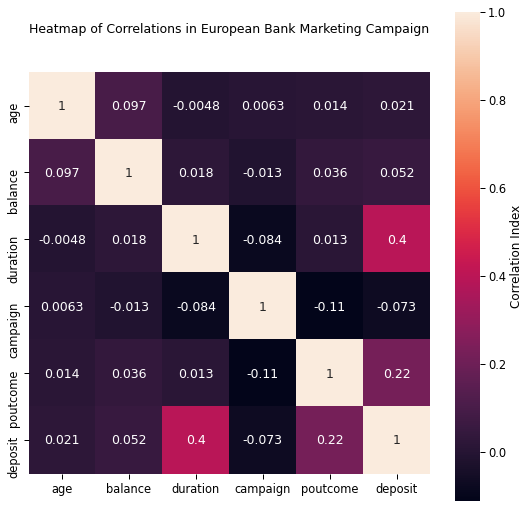 Heatmap of Correlations in European Bank Marketing Campaign
age 1 0.097 -0.0048 0.0063 0.014 0.021
balance 0.097 1 0.018 -0.013 0.036 0.052
duration -0.0048 0.018 1 -0.084 0.013 0.4
campaign 0.0063 -0.013 -0.084 1 -0.11 -0.073
poutcome 0.014 0.036 0.013 -0.11 1 0.22
deposit 0.021 0.052 0.4 -0.073 0.22 1
age balance duration campaign poutcome deposit
1.0
0.8
0.6
0.4
0.2
0.0
Correlation Index